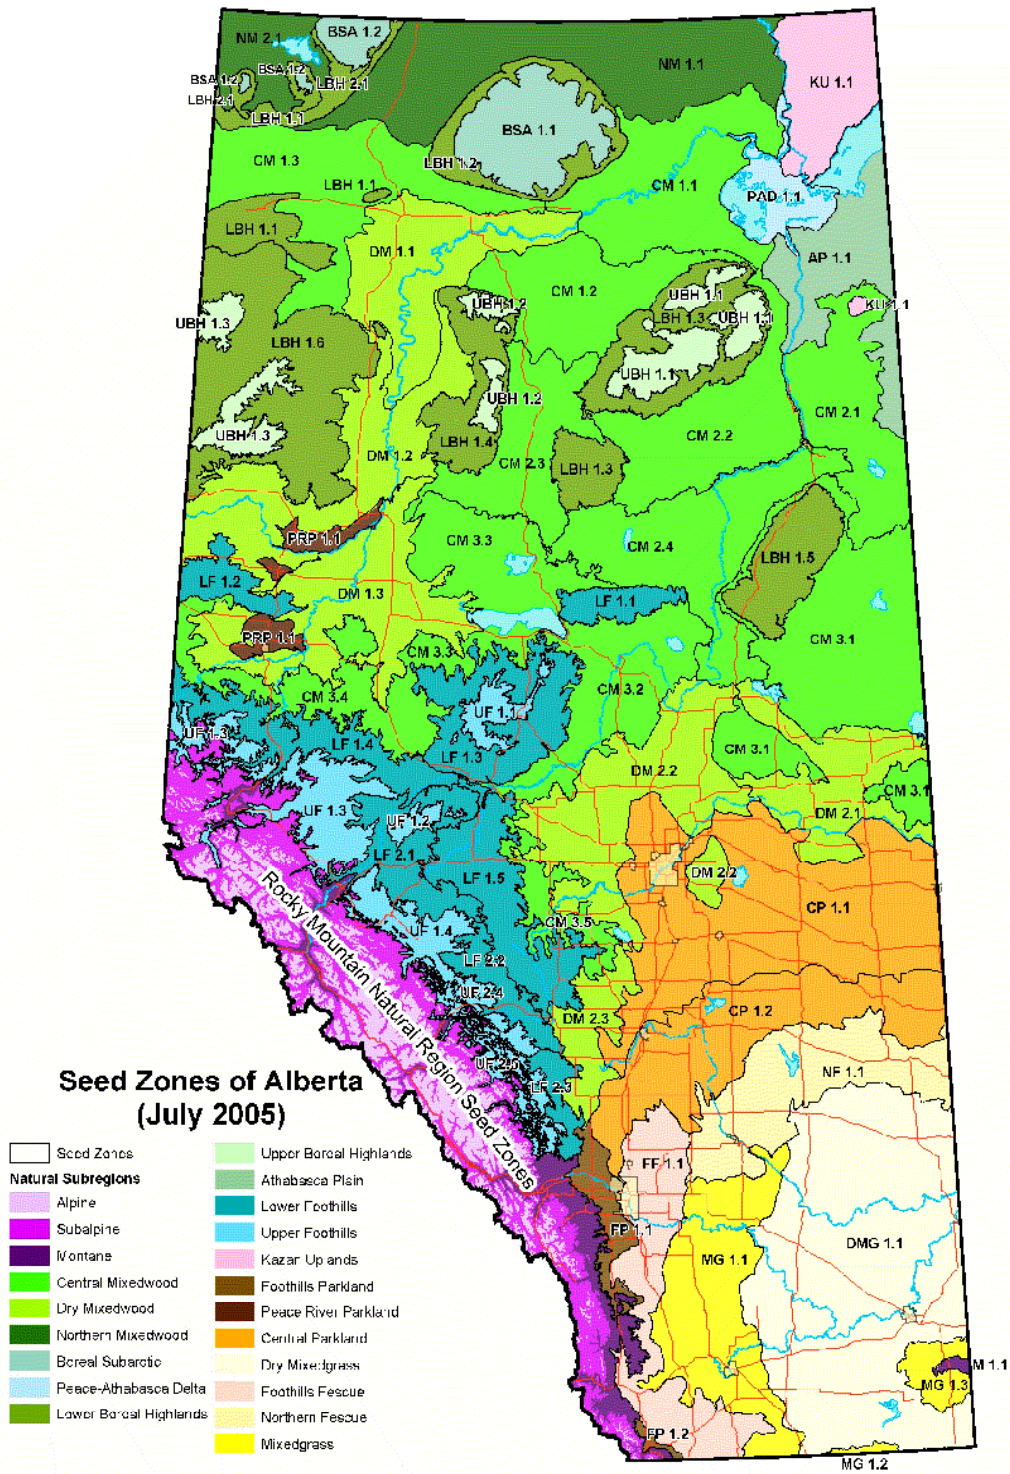 BSA 1.2
NM 2.1
BSA 1.2
BSA 1.2
LBH 2.1
LBH 2.1
LBH 1.1
NM 1.1
KU 1.1
BSA 1.1
CM 1.3
LBH 1.2
LBH 1.1
CM 1.1
PAD 1.1
LBH 1.1
DM 1.1
AP 1.1
CM 1.2
UBH 1.1
UBH 1.2
KU 1.1
UBH 1.3
LBH 1.3
UBH 1.1
LBH 1.6
UBH 1.1
UBH 1.2
CM 2.1
UBH 1.3
LBH 1.4
CM 2.2
DM 1.2
CM 2.3
LBH 1.3
PRP 1.1
CM 3.3
CM 2.4
LBH 1.5
LF 1.2
DM 1.3
LF 1.1
PRP 1.1
CM 3.3
CM 3.1
CM 3.4
CM 3.2
UF 1.1
UF 1.3
LF 1.4
LF 1.3
CM 3.1
DM 2.2
CM 3.1
UF 1.3
UF 1.2
DM 2.1
LF 2.1
LF 1.5
DM 2.2
CP 1.1
CM 3.5
UF 1.4
LF 2.2
UF 2.4
DM 2.3
CP 1.2
UF 2.5
LF 2.3
NF 1.1
Rocky Mountain Natural Region Seed Zones
FF 1.1
FP 1.1
MG 1.1
DMG 1.1
M 1.1
MG 1.3
FP 1.2
MG 1.2
Seed Zones of Alberta
(July 2005)
Seed Zones
Natural Subregions
Alpine
Subalpine
Montane
Central Mixedwood
Dry Mixedwood
Northern Mixedwood
Boreal Subarctic
Peace-Athabasca Delta
Lower Boreal Highlands
Upper Boreal Highlands
Athabasca Plain
Lower Foothills
Upper Foothills
Kazan Uplands
Foothills Parkland
Peace River Parkland
Central Parkland
Dry Mixedgrass
Foothills Fescue
Northern Fescue
Mixedgrass